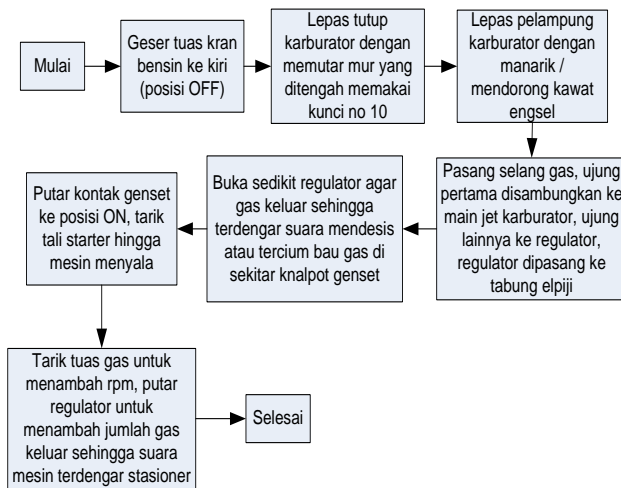 Mulai
Geser tuas kran
bensin ke kiri
(posisi OFF)
Lepas tutup
karburator dengan
memutar mur yang
ditengah memakai
kunci no 10
Lepas pelampung
karburator dengan
manarik /
mendorong kawat
engsel
Pasang selang gas, ujung
pertama disambungkan ke
main jet karburator, ujung
lainnya ke regulator,
regulator dipasang ke
tabung elpiji
Buka sedikit regulator agar
gas keluar sehingga
terdengar suara mendesis
atau tercium bau gas di
sekitar knalpot genset
Putar kontak genset
ke posisi ON, tarik
tali starter hingga
mesin menyala
Tarik tuas gas untuk
menambah rpm, putar
regulator untuk
menambah jumlah gas
keluar sehingga suara
mesin terdengar stasioner
Selesai